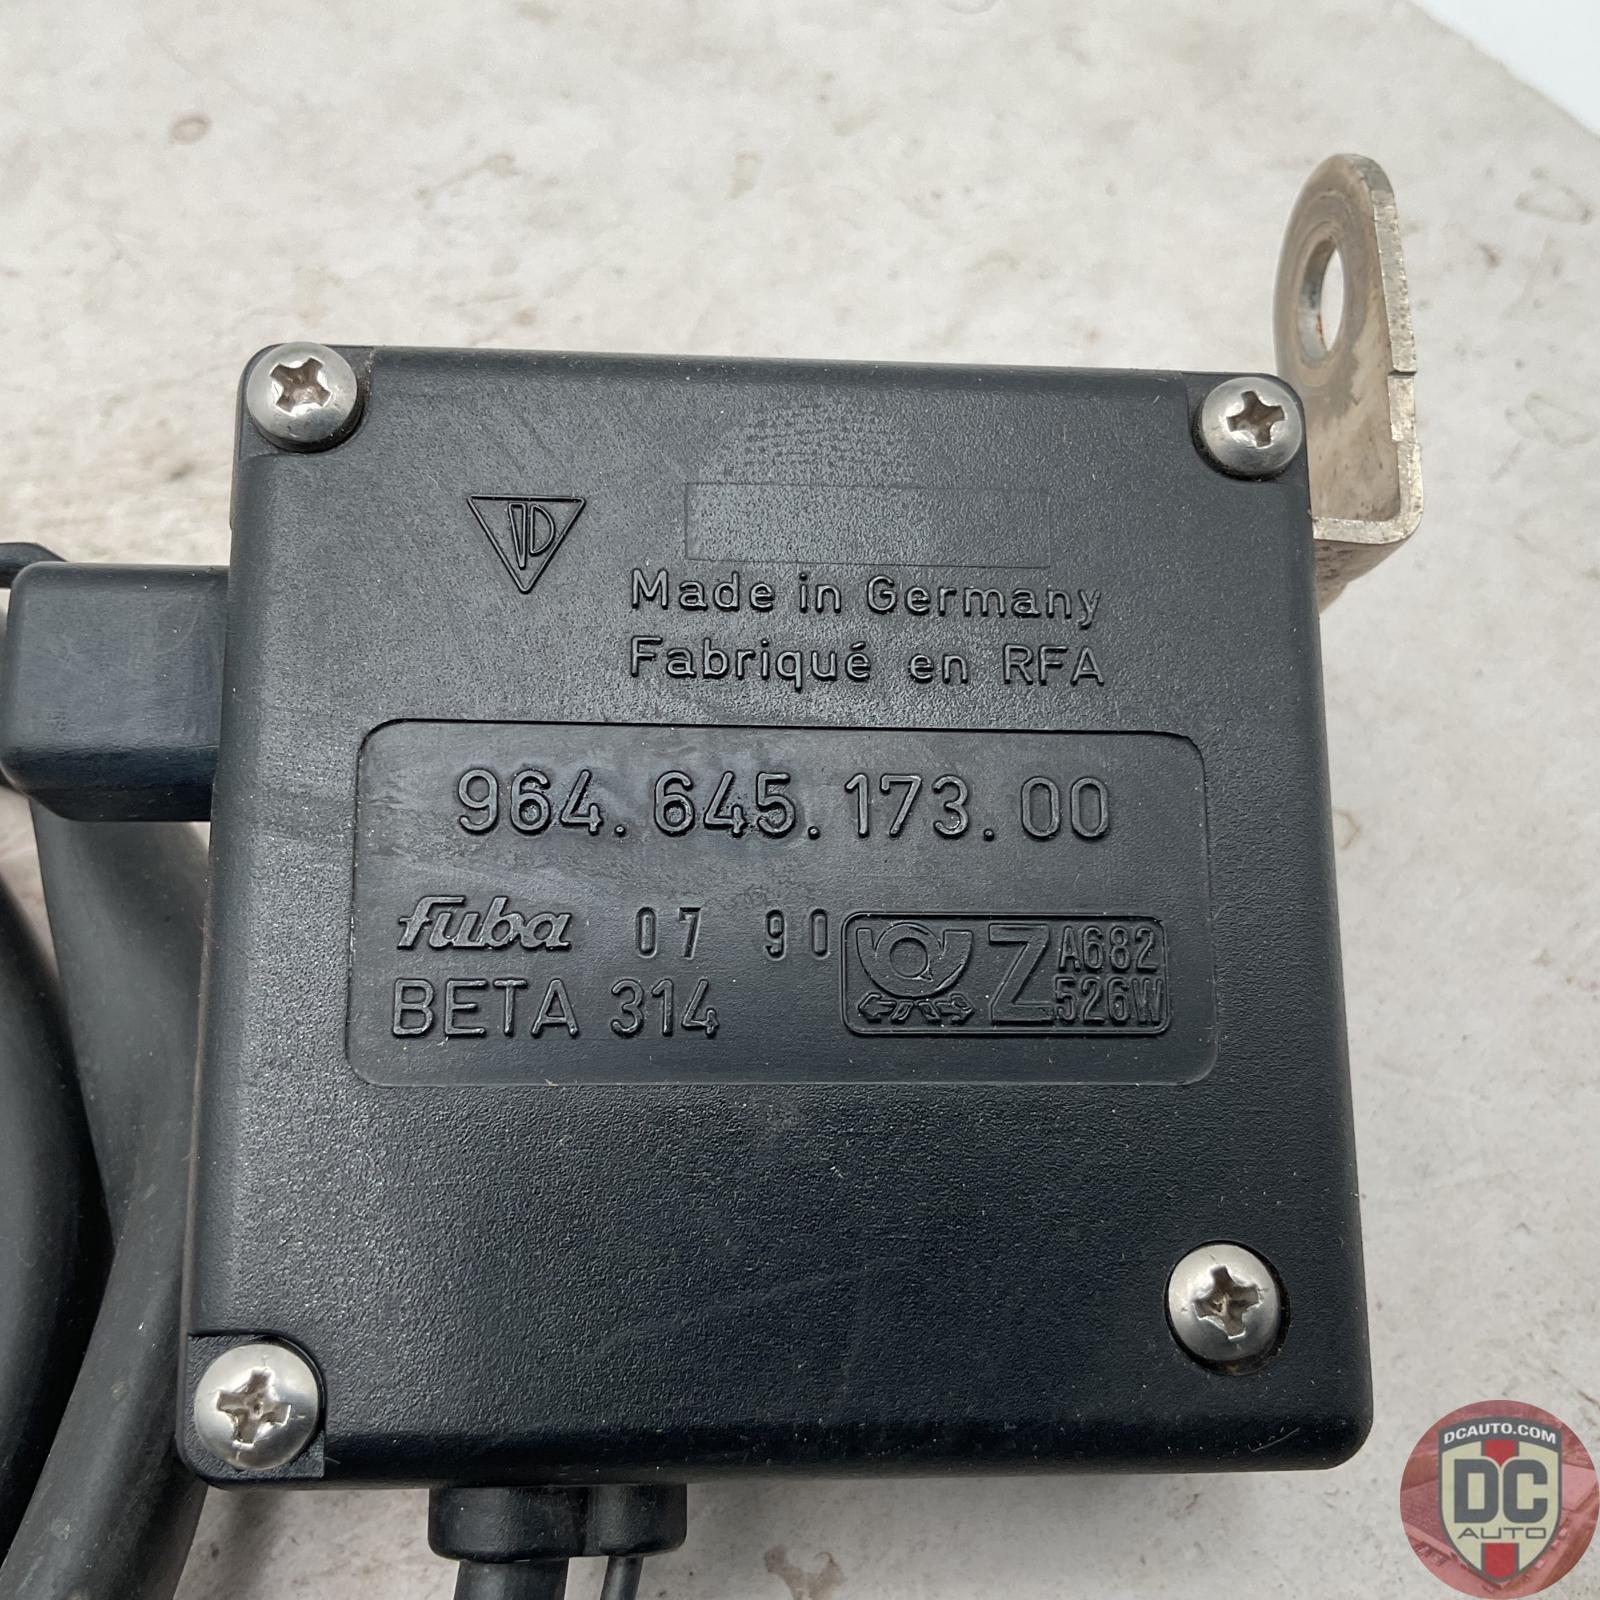 Made in Germany
Fabriqué en RFA
964.645.173.00
fuba 07 90
BETA 314
Z A682
526W
DCAUTO.COM
DC
AUTO